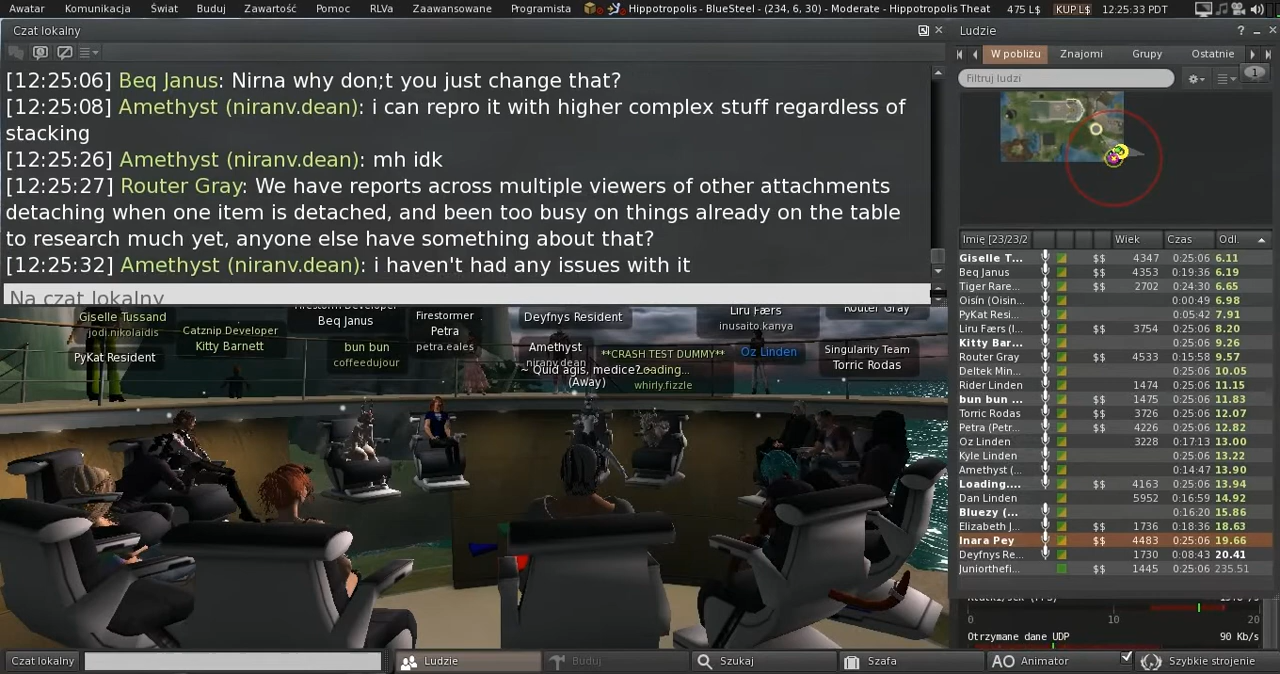 Awatar Komunikacja Świat Buduj Zawartość Pomoc RLVa Zaawansowane Programista Hippotropolis - BlueSteel - (234, 6, 30) - Moderate - Hippotropolis Theat 475 L$ KUP L$ 12:25:33 PDT
Czat lokalny
[12:25:06] Beq Janus: Nirna why don;t you just change that?
[12:25:08] Amethyst (niranv.dean): i can repro it with higher complex stuff regardless of
stacking
[12:25:26] Amethyst (niranv.dean): mh idk
[12:25:27] Router Gray: We have reports across multiple viewers of other attachments
detaching when one item is detached, and been too busy on things already on the table
to research much yet, anyone else have something about that?
[12:25:32] Amethyst (niranv.dean): i haven't had any issues with it
Na czat lokalny
Giselle Tussand
jodi.nikolaidis
PyKat Resident
Catznip Developer
Kitty Barnett
Firestorm Developer
Beq Janus
bun bun
coffeedujour
Firestormer
Petra
petra.eales
Deyfnys Resident
Amethyst
niranv.dean
~ Quid agis, medice?
(Away)
**CRASH TEST DUMMY**
Loading...
whirly.fizzle
Liru Færs
inusaito.kanya
Oz Linden
Router Gray
Singularity Team
Torric Rodas
Ludzie
W pobliżu Znajomi Grupy Ostatnie
Filtruj ludzi
1
Imię [23/23/2 Wiek Czas Odl.
Giselle T... $$ 4347 0:25:06 6.11
Beq Janus $$ 4353 0:19:36 6.19
Tiger Rare... $$ 2702 0:24:30 6.65
Oisín (Oisin... 0:00:49 6.98
PyKat Resi... 0:05:42 7.91
Liru Færs (I... $$ 3754 0:25:06 8.20
Kitty Bar... $$ 0:25:06 9.26
Router Gray $$ 4533 0:15:58 9.57
Deltek Min... 0:25:06 10.05
Rider Linden 1474 0:25:06 11.15
bun bun ... $$ 1475 0:25:06 11.83
Torric Rodas $$ 3726 0:25:06 12.07
Petra (Petr... $$ 4226 0:25:06 12.82
Oz Linden 3228 0:17:13 13.00
Kyle Linden 0:25:06 13.22
Amethyst (... 0:14:47 13.90
Loading.... $$ 4163 0:25:06 13.94
Dan Linden 5952 0:16:59 14.92
Bluezy (... 0:16:20 15.86
Elizabeth J... $$ 1736 0:18:36 18.63
Inara Pey $$ 4483 0:25:06 19.66
Deyfnys Re... 1730 0:08:43 20.41
Juniorthefi... $$ 1445 0:25:06 235.51
0 10 20
Otrzymane dane UDP 90 Kb/s
Czat lokalny Ludzie Buduj Szukaj Szafa AO Animator Szybkie strojenie